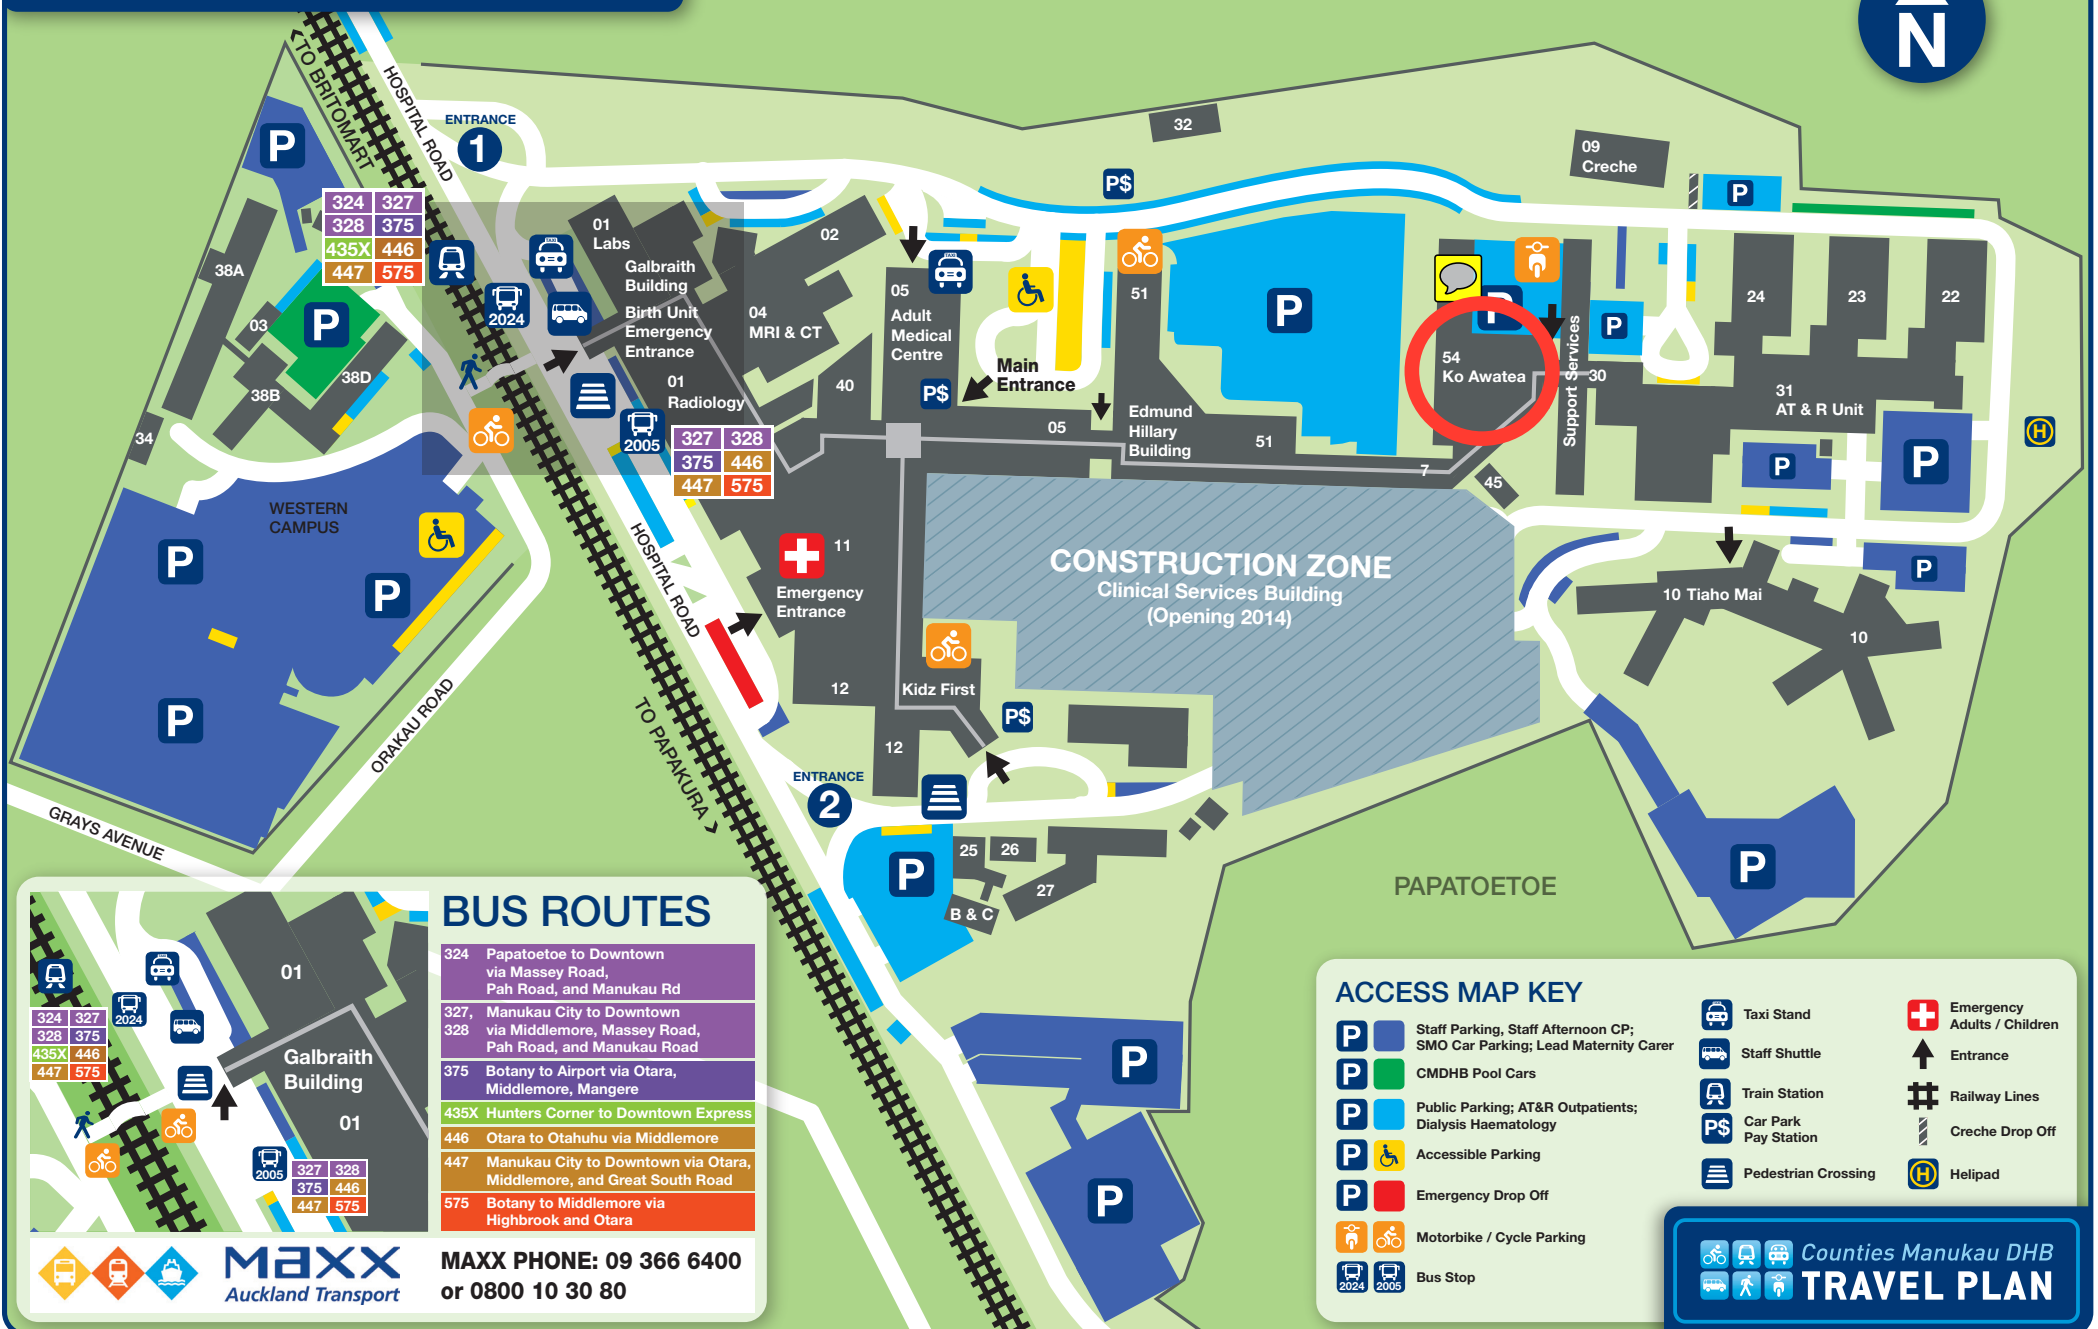 N
TO BRITOMART
HOSPITAL ROAD
ENTRANCE
1
P
324 327
328 375
435X 446
447 575
38A
03
P
38D
38B
34
2024
TAXI
01
Labs
Galbraith
Building
Birth Unit
Emergency
Entrance
01
Radiology
2005
327 328
375 446
447 575
04
MRI & CT
02
40
05
Adult
Medical
Centre
TAXI
P$
Main
Entrance
05
P$
32
51
Edmund
Hillary
Building
51
P
7
45
54
Ko Awatea
P
Support Services
30
P
09
Creche
P
24
23
22
31
AT & R Unit
P
P
P
H
10 Tiaho Mai
10
WESTERN
CAMPUS
P
P
P
HOSPITAL ROAD
11
Emergency
Entrance
12
Kidz First
12
P$
CONSTRUCTION ZONE
Clinical Services Building
(Opening 2014)
TO PAPAKURA
ORAKAU ROAD
GRAYS AVENUE
ENTRANCE
2
P
25
26
27
B & C
PAPATOETOE
P
P
P
01
Galbraith
Building
01
TAXI
2024
324 327
328 375
435X 446
447 575
2005
327 328
375 446
447 575
BUS ROUTES
324 Papatoetoe to Downtown
via Massey Road,
Pah Road, and Manukau Rd
327, Manukau City to Downtown
328 via Middlemore, Massey Road,
Pah Road, and Manukau Road
375 Botany to Airport via Otara,
Middlemore, Mangere
435X Hunters Corner to Downtown Express
446 Otara to Otahuhu via Middlemore
447 Manukau City to Downtown via Otara,
Middlemore, and Great South Road
575 Botany to Middlemore via
Highbrook and Otara
maxx
Auckland Transport
MAXX PHONE: 09 366 6400
or 0800 10 30 80
ACCESS MAP KEY
P Staff Parking, Staff Afternoon CP;
SMO Car Parking; Lead Maternity Carer
P CMDHB Pool Cars
P Public Parking; AT&R Outpatients;
Dialysis Haematology
P Accessible Parking
P Emergency Drop Off
Motorbike / Cycle Parking
2024 2005 Bus Stop
Taxi Stand
Staff Shuttle
Train Station
P$ Car Park
Pay Station
Pedestrian Crossing
Emergency
Adults / Children
Entrance
Railway Lines
Creche Drop Off
H Helipad
Counties Manukau DHB
TRAVEL PLAN